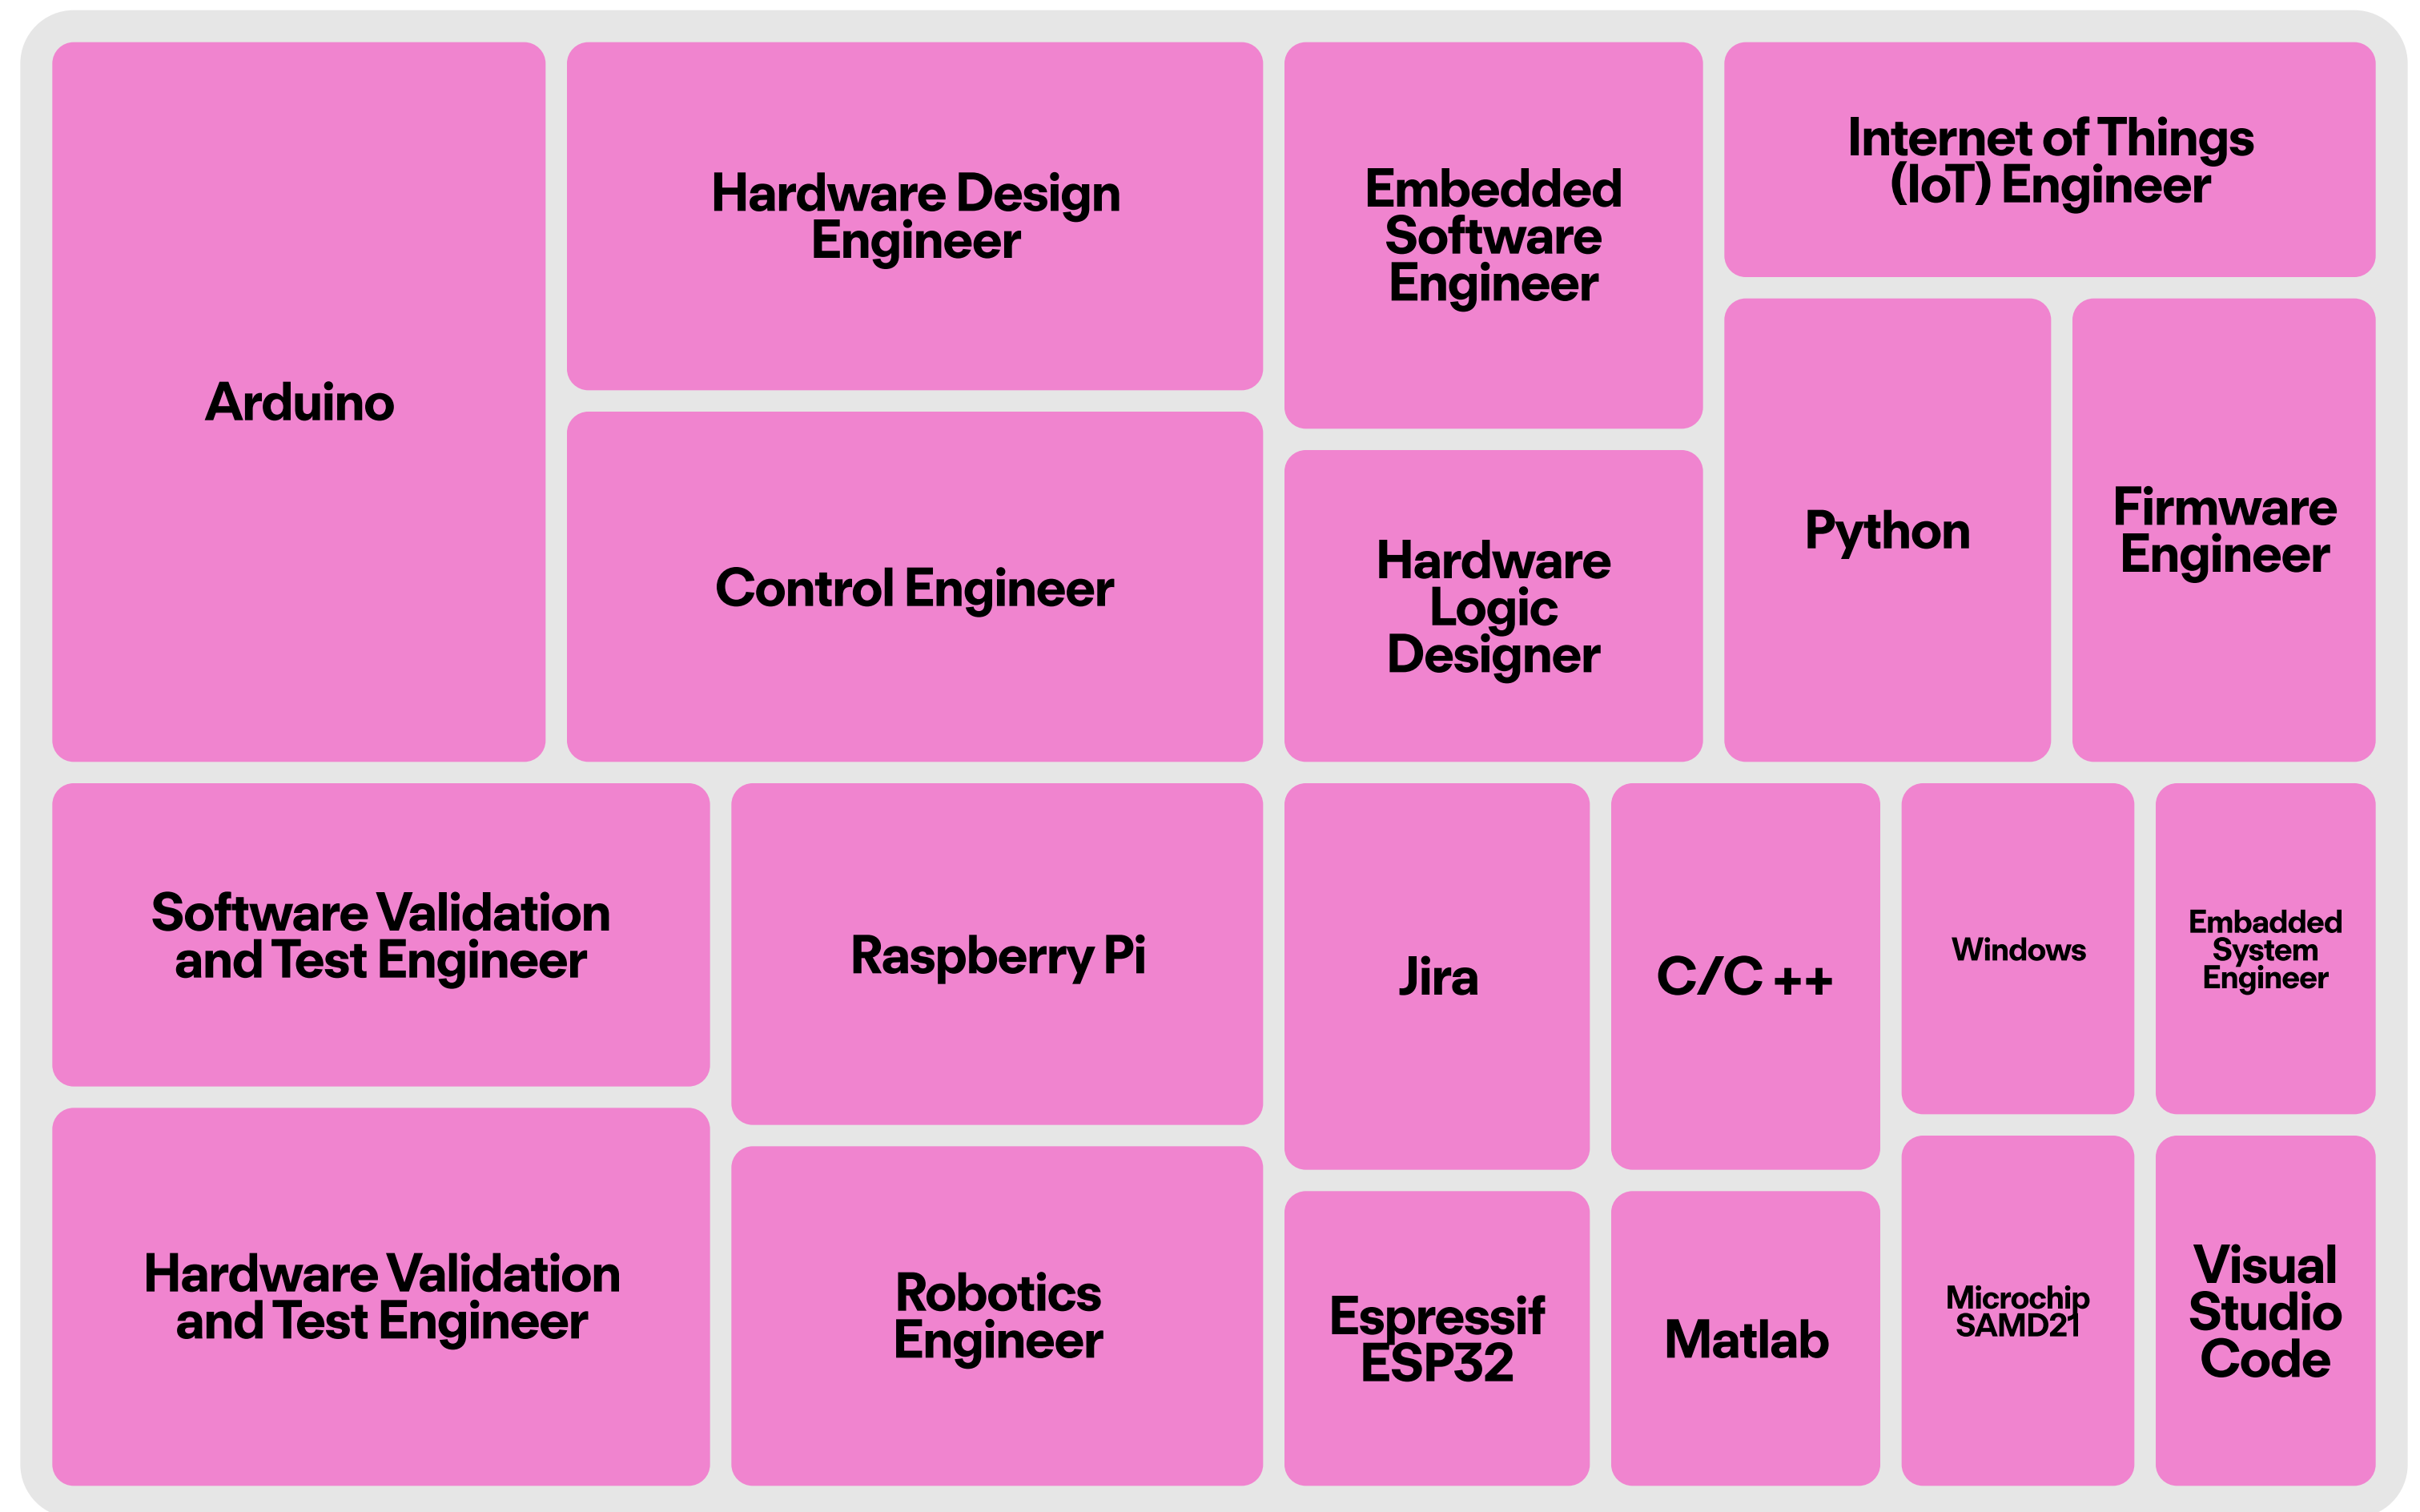 Arduino
Hardware Design
Engineer
Control Engineer
Embedded
Software
Engineer
Hardware
Logic
Designer
Internet of Things
(IoT) Engineer
Python
Firmware
Engineer
Software Validation
and Test Engineer
Hardware Validation
and Test Engineer
Raspberry Pi
Robotics
Engineer
Jira
C/C ++
Espressif
ESP32
Matlab
Windows
Embadded
System
Engineer
Microchip
SAMD21
Visual
Studio
Code